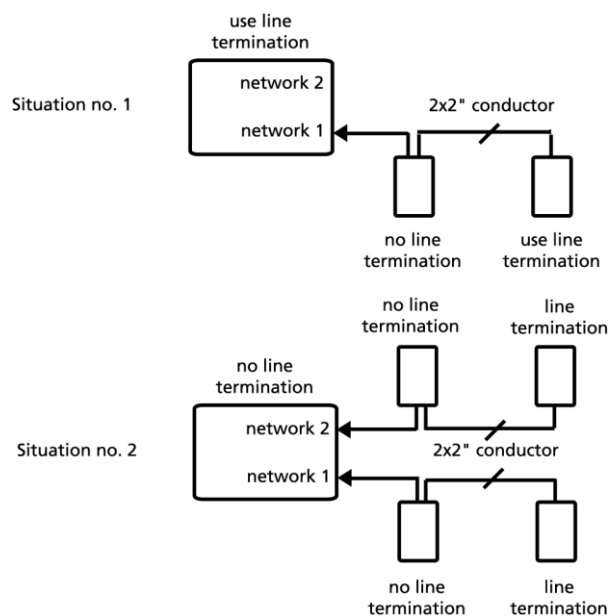 use line
termination
network 2
Situation no. 1
2x2" conductor
network 1
no line
termination
use line
termination
no line
termination
line
termination
no line
termination
network 2
Situation no. 2
2x2" conductor
network 1
no line
termination
line
termination